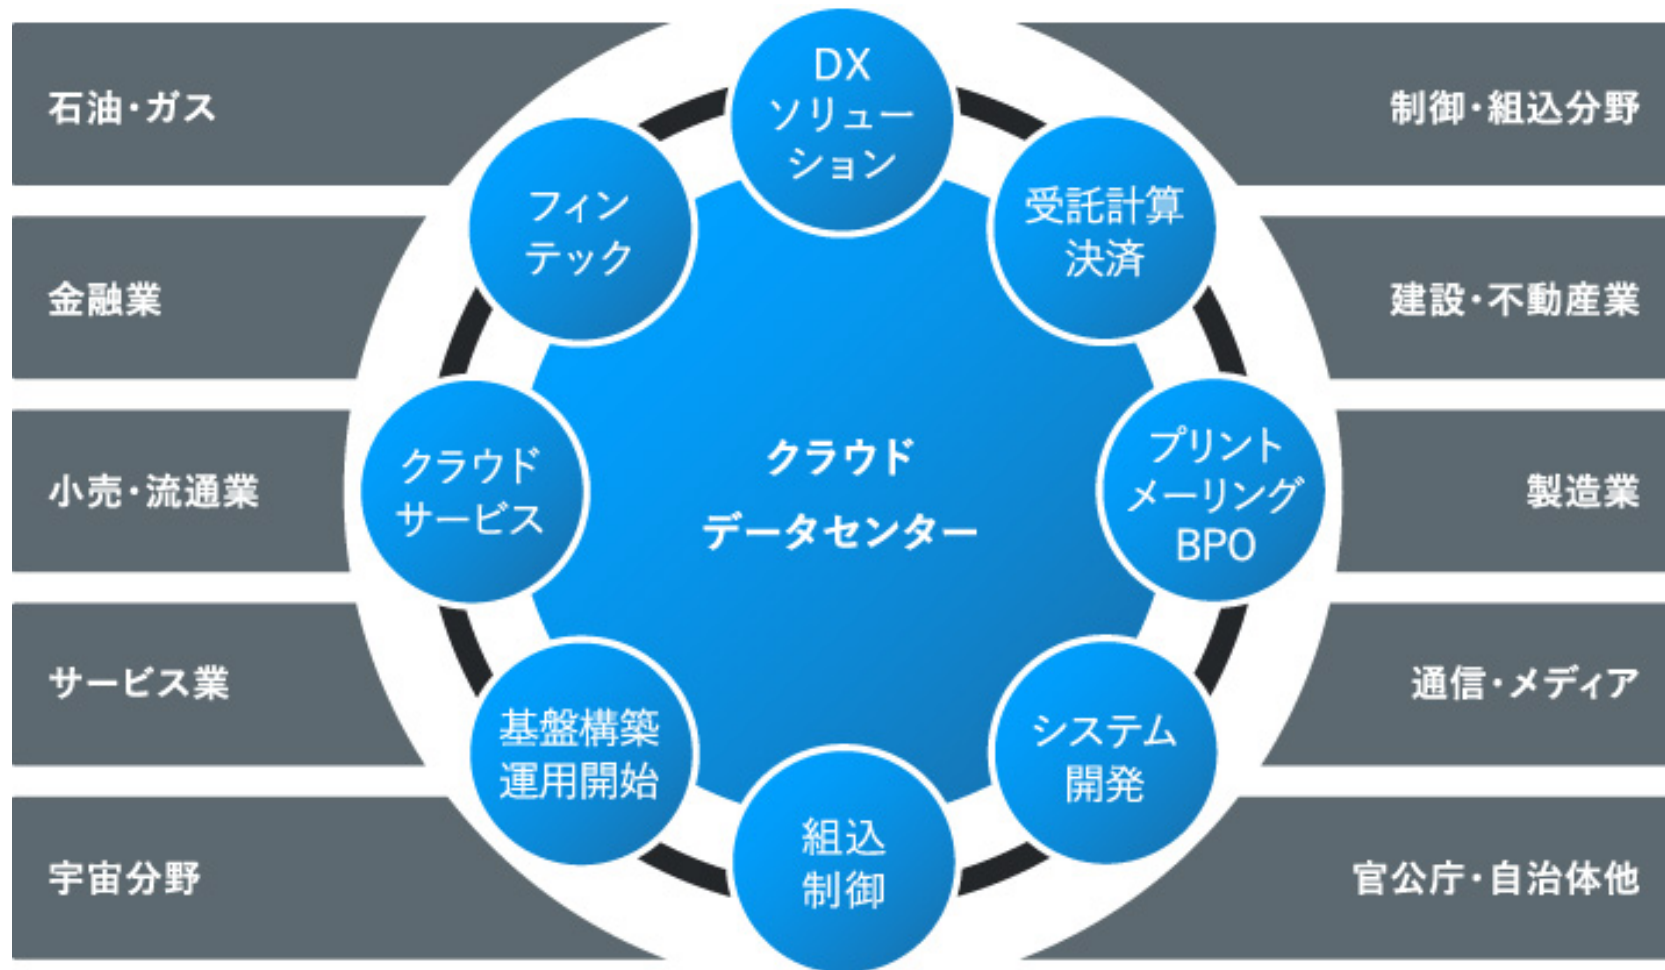 石油・ガス
金融業
小売・流通業
サービス業
宇宙分野
DX
ソリュー
ション
フィン
テック
受託計算
決済
クラウド
サービス
クラウド
データセンター
プリント
メーリング
BPO
基盤構築
運用開始
システム
開発
組込
制御
制御・組込分野
建設・不動産業
製造業
通信・メディア
官公庁・自治体他